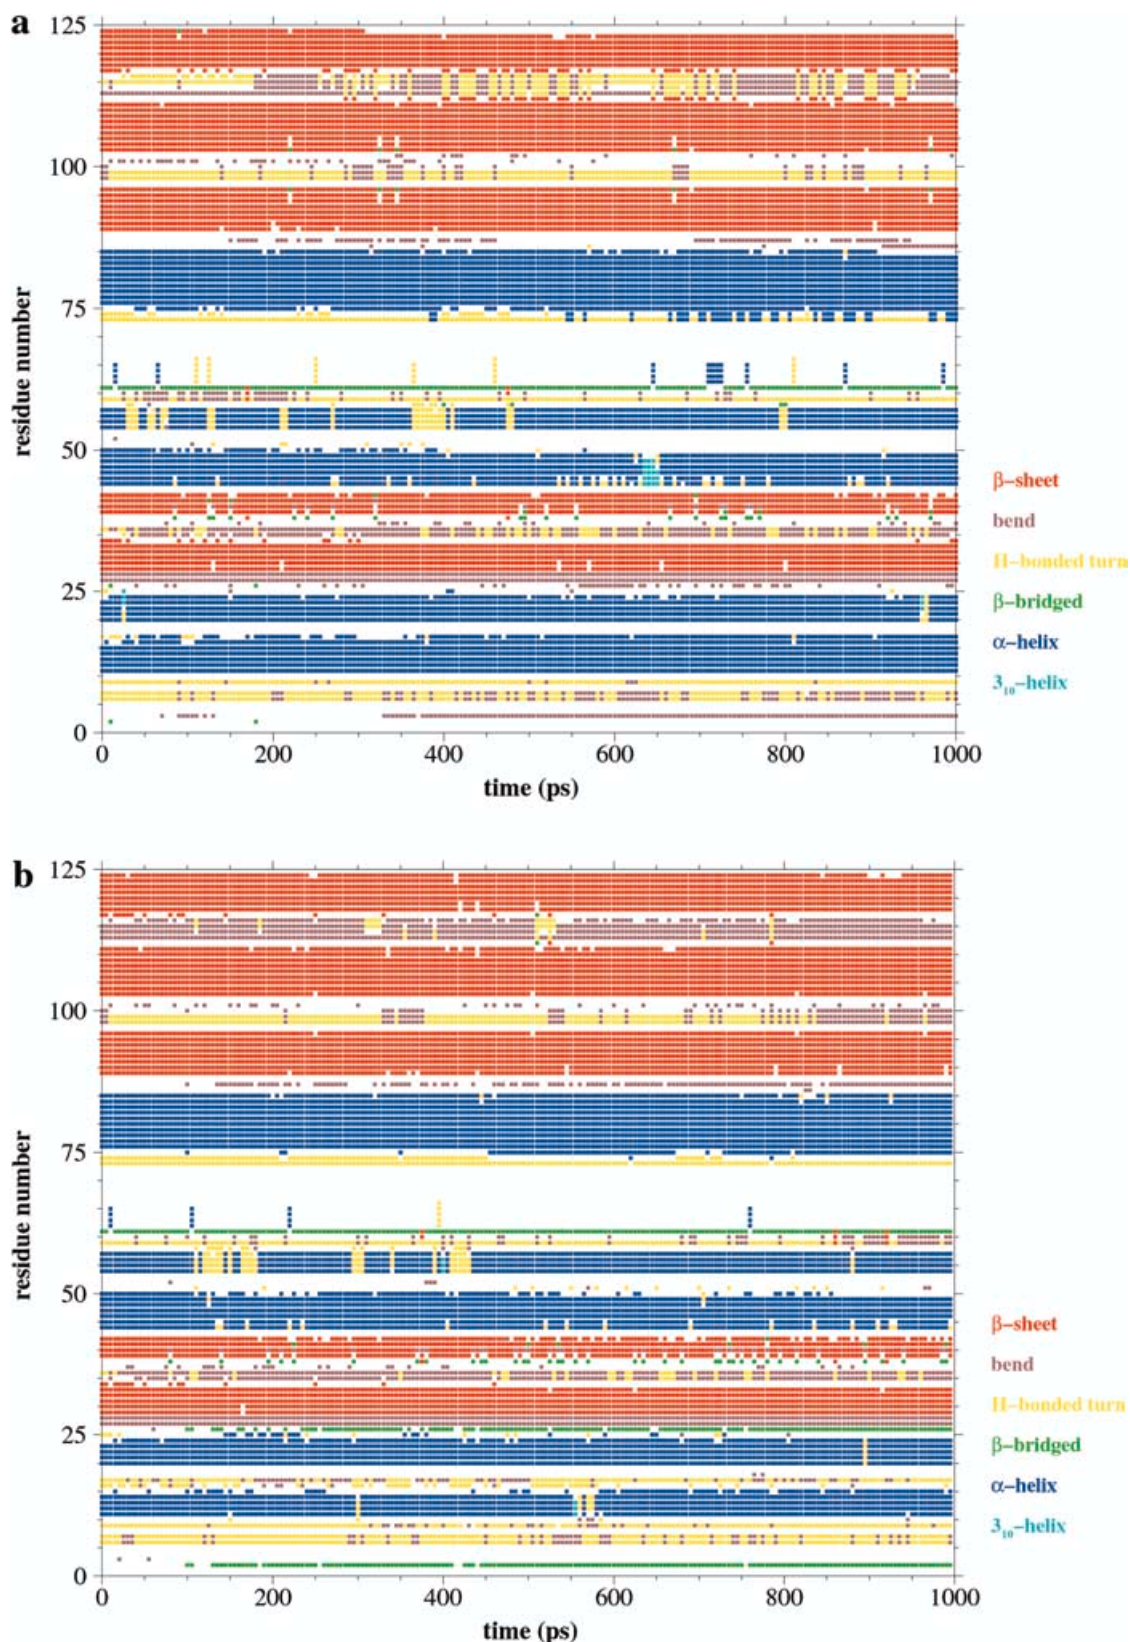 a
125
100
75
50
25
0
residue number
0 200 400 600 800 1000
time (ps)
β–sheet
bend
H–bonded turn
β–bridged
α–helix
3₁₀–helix
b
125
100
75
50
25
0
residue number
0 200 400 600 800 1000
time (ps)
β–sheet
bend
H–bonded turn
β–bridged
α–helix
3₁₀–helix